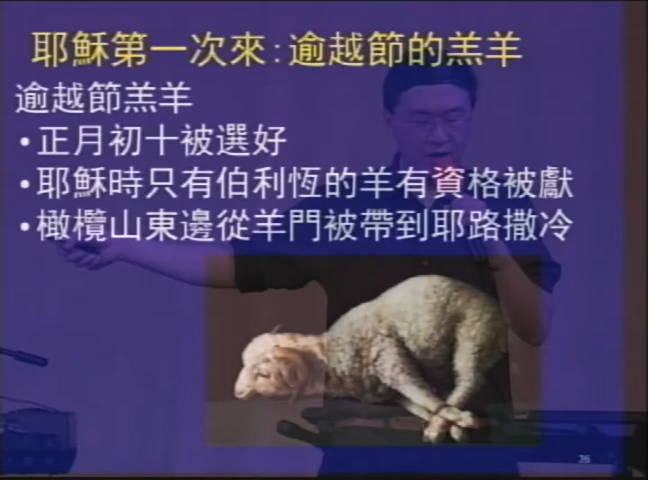 耶穌第一次來:逾越節的羔羊
逾越節羔羊
•正月初十被選好
•耶穌時只有伯利恆的羊有資格被獻
•橄欖山東邊從羊門被帶到耶路撒冷
26